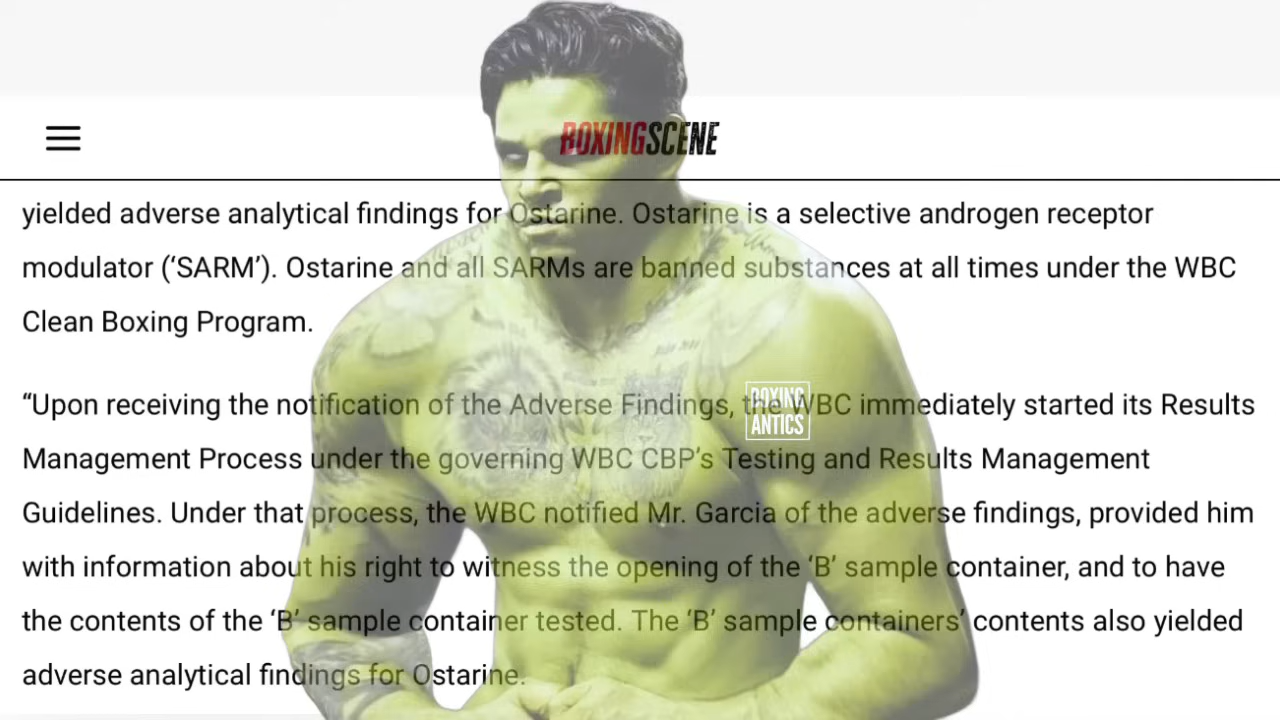 BOXINGSCENE
yielded adverse analytical findings for Ostarine. Ostarine is a selective androgen receptor
modulator (‘SARM’). Ostarine and all SARMs are banned substances at all times under the WBC
Clean Boxing Program.
“Upon receiving the notification of the Adverse Findings, the WBC immediately started its Results
BOXING
ANTICS
Management Process under the governing WBC CBP’s Testing and Results Management
Guidelines. Under that process, the WBC notified Mr. Garcia of the adverse findings, provided him
with information about his right to witness the opening of the ‘B’ sample container, and to have
the contents of the ‘B’ sample container tested. The ‘B’ sample containers’ contents also yielded
adverse analytical findings for Ostarine.